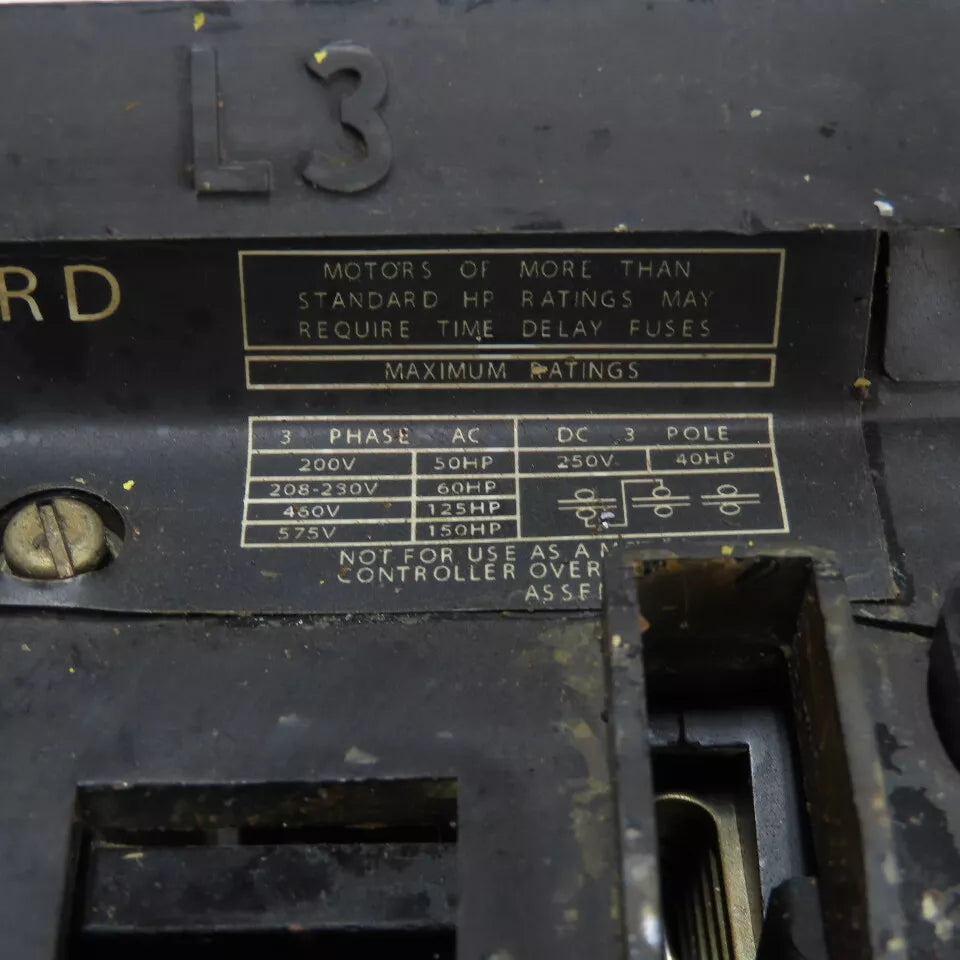 L3
RD
MOTORS OF MORE THAN
STANDARD HP RATINGS MAY
REQUIRE TIME DELAY FUSES
MAXIMUM RATINGS
3 PHASE AC DC 3 POLE
200V 50HP 250V 40HP
208-230V 60HP
460V 125HP
575V 150HP
NOT FOR USE AS A
CONTROLLER OVER